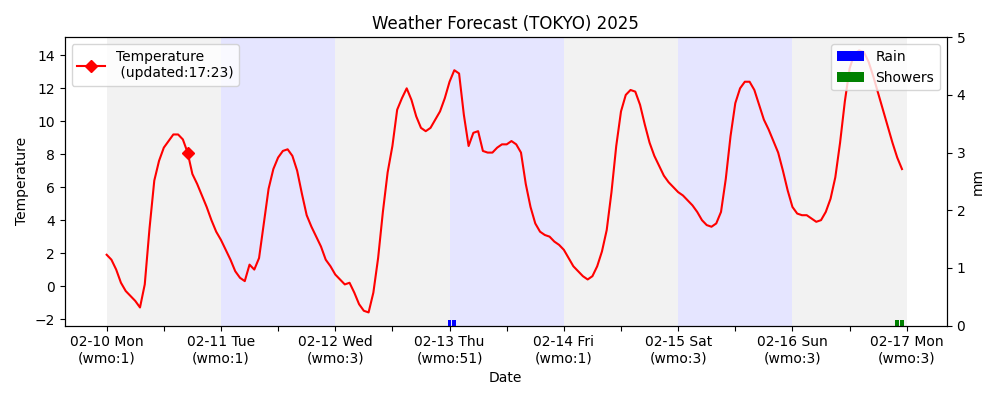 Weather Forecast (TOKYO) 2025
Temperature
(updated:17:23)
Rain
Showers
14
12
10
8
6
4
2
0
−2
Temperature
5
4
3
2
1
0
mm
02-10 Mon
(wmo:1)
02-11 Tue
(wmo:1)
02-12 Wed
(wmo:3)
02-13 Thu
(wmo:51)
02-14 Fri
(wmo:1)
02-15 Sat
(wmo:3)
02-16 Sun
(wmo:3)
02-17 Mon
(wmo:3)
Date